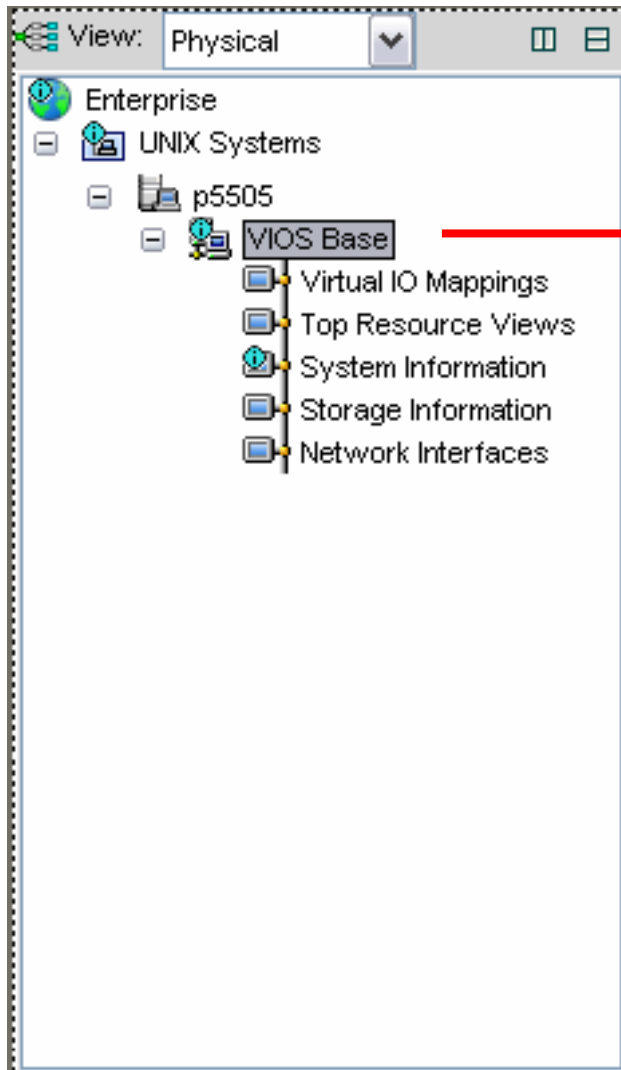 View: Physical
Enterprise
UNIX Systems
p5505
VIOS Base
Virtual IO Mappings
Top Resource Views
System Information
Storage Information
Network Interfaces